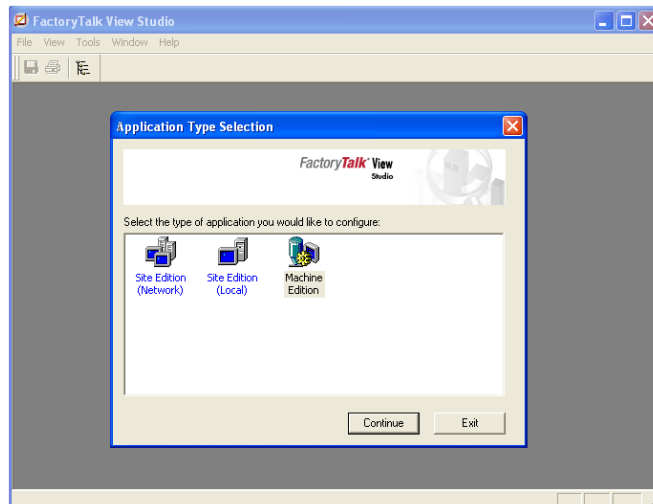 FactoryTalk View Studio
File View Tools Window Help
Application Type Selection
FactoryTalk View
Studio
Select the type of application you would like to configure:
Site Edition
(Network)
Site Edition
(Local)
Machine
Edition
Continue
Exit